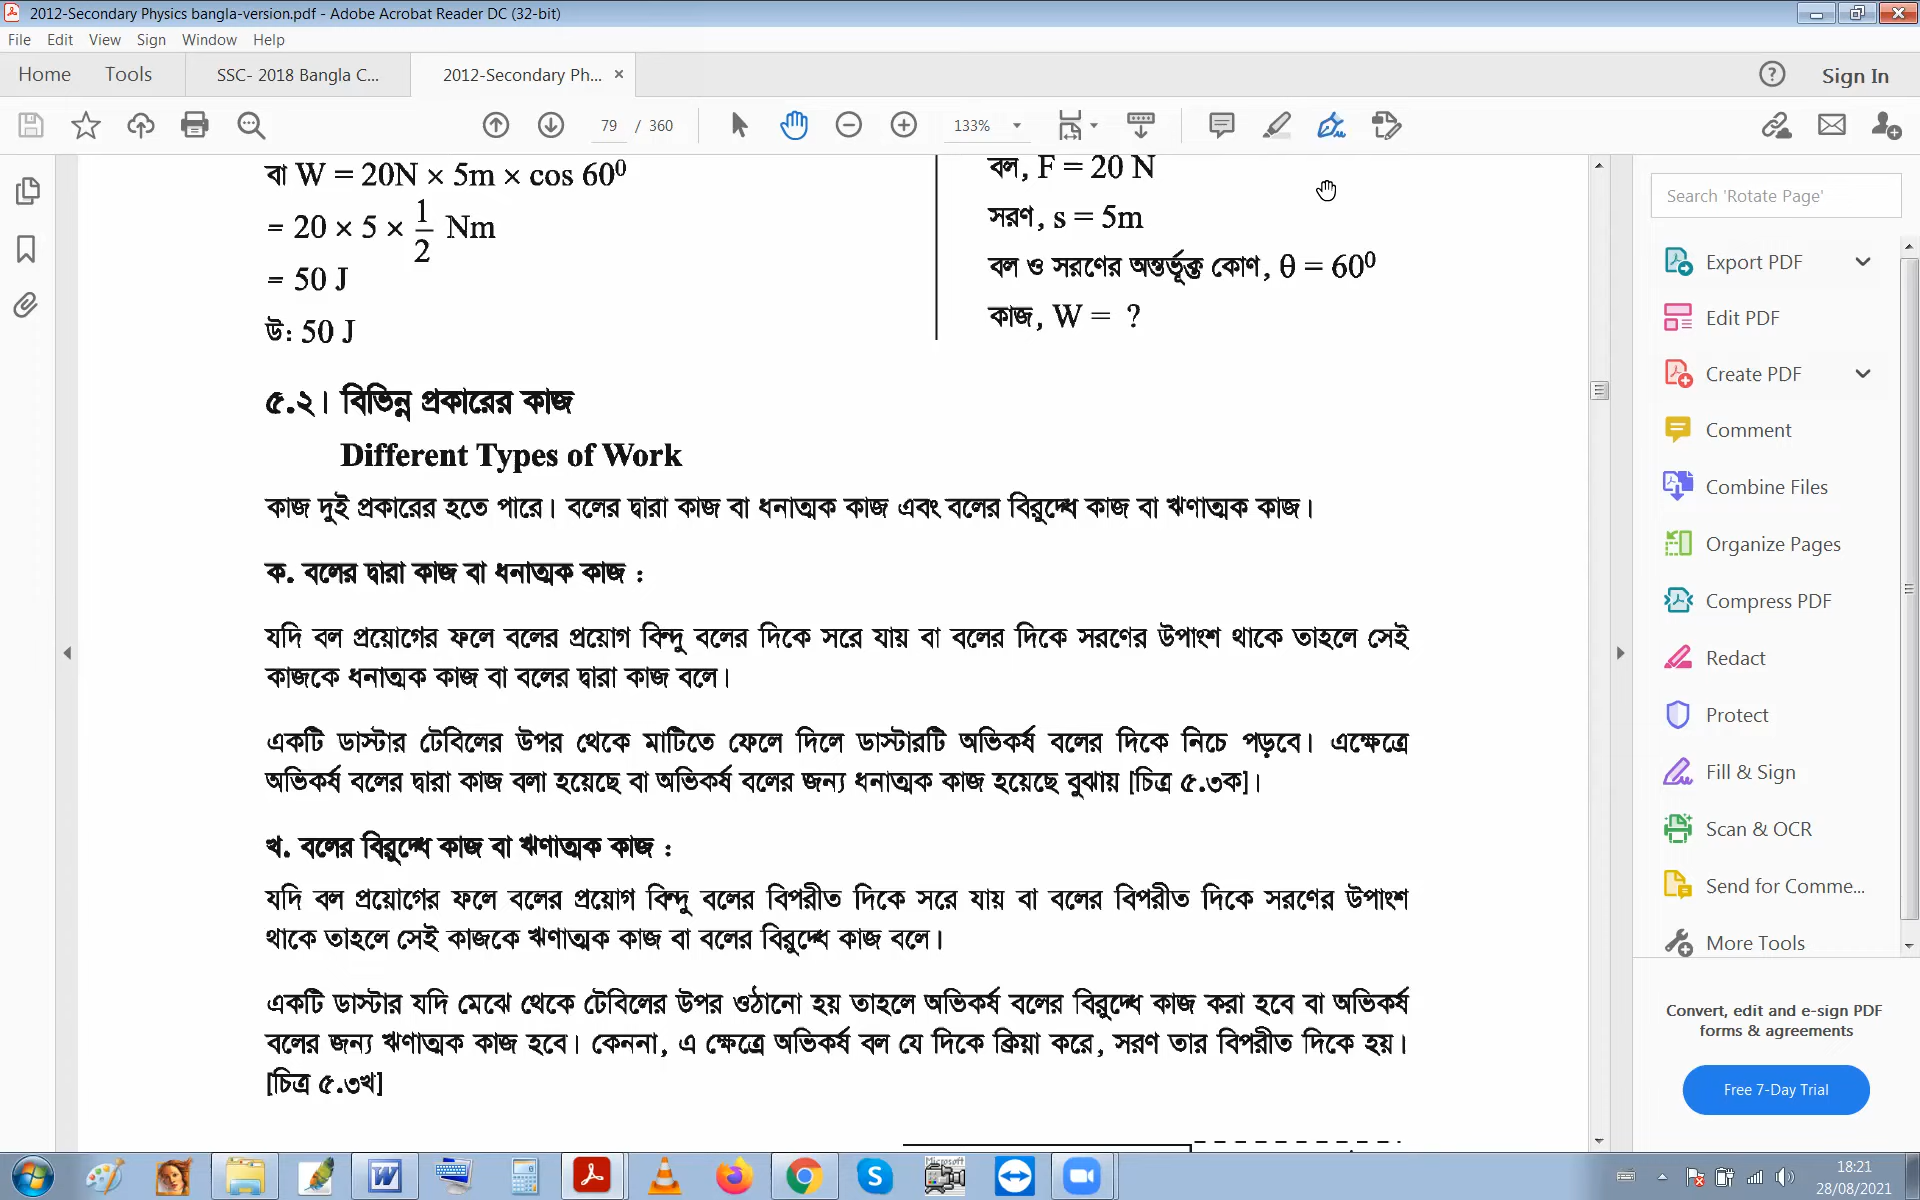 2012-Secondary Physics bangla-version.pdf - Adobe Acrobat Reader DC (32-bit)
File Edit View Sign Window Help
Home Tools SSC- 2018 Bangla C... 2012-Secondary Ph... × Sign In
79 / 360 133%
বা W = 20N × 5m × cos 60⁰
= 20 × 5 × 1/2 Nm
= 50 J
উ: 50 J
বল, F = 20 N
সরণ, s = 5m
বল ও সরণের অন্তর্ভুক্ত কোণ, θ = 60⁰
কাজ, W = ?
৫.২। বিভিন্ন প্রকারের কাজ
Different Types of Work
কাজ দুই প্রকারের হতে পারে। বলের দ্বারা কাজ বা ধনাত্মক কাজ এবং বলের বিরুদ্ধে কাজ বা ঋণাত্মক কাজ।
ক. বলের দ্বারা কাজ বা ধনাত্মক কাজ :
যদি বল প্রয়োগের ফলে বলের প্রয়োগ বিন্দু বলের দিকে সরে যায় বা বলের দিকে সরণের উপাংশ থাকে তাহলে সেই
কাজকে ধনাত্মক কাজ বা বলের দ্বারা কাজ বলে।
একটি ডাস্টার টেবিলের উপর থেকে মাটিতে ফেলে দিলে ডাস্টারটি অভিকর্ষ বলের দিকে নিচে পড়বে। এক্ষেত্রে
অভিকর্ষ বলের দ্বারা কাজ বলা হয়েছে বা অভিকর্ষ বলের জন্য ধনাত্মক কাজ হয়েছে বুঝায় [চিত্র ৫.৩ক]।
খ. বলের বিরুদ্ধে কাজ বা ঋণাত্মক কাজ :
যদি বল প্রয়োগের ফলে বলের প্রয়োগ বিন্দু বলের বিপরীত দিকে সরে যায় বা বলের বিপরীত দিকে সরণের উপাংশ
থাকে তাহলে সেই কাজকে ঋণাত্মক কাজ বা বলের বিরুদ্ধে কাজ বলে।
একটি ডাস্টার যদি মেঝে থেকে টেবিলের উপর ওঠানো হয় তাহলে অভিকর্ষ বলের বিরুদ্ধে কাজ করা হবে বা অভিকর্ষ
বলের জন্য ঋণাত্মক কাজ হবে। কেননা, এ ক্ষেত্রে অভিকর্ষ বল যে দিকে ক্রিয়া করে, সরণ তার বিপরীত দিকে হয়।
[চিত্র ৫.৩খ]
Search 'Rotate Page'
Export PDF
Edit PDF
Create PDF
Comment
Combine Files
Organize Pages
Compress PDF
Redact
Protect
Fill & Sign
Scan & OCR
Send for Comme...
More Tools
Convert, edit and e-sign PDF
forms & agreements
Free 7-Day Trial
18:21
28/08/2021